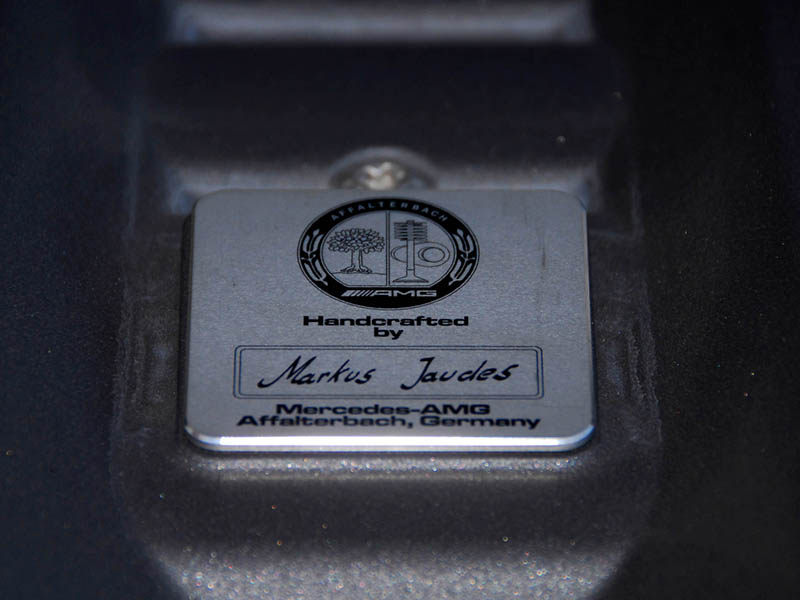 AFFALTERBACH
AMG
Handcrafted
by
Markus Jaudes
Mercedes-AMG
Affalterbach, Germany